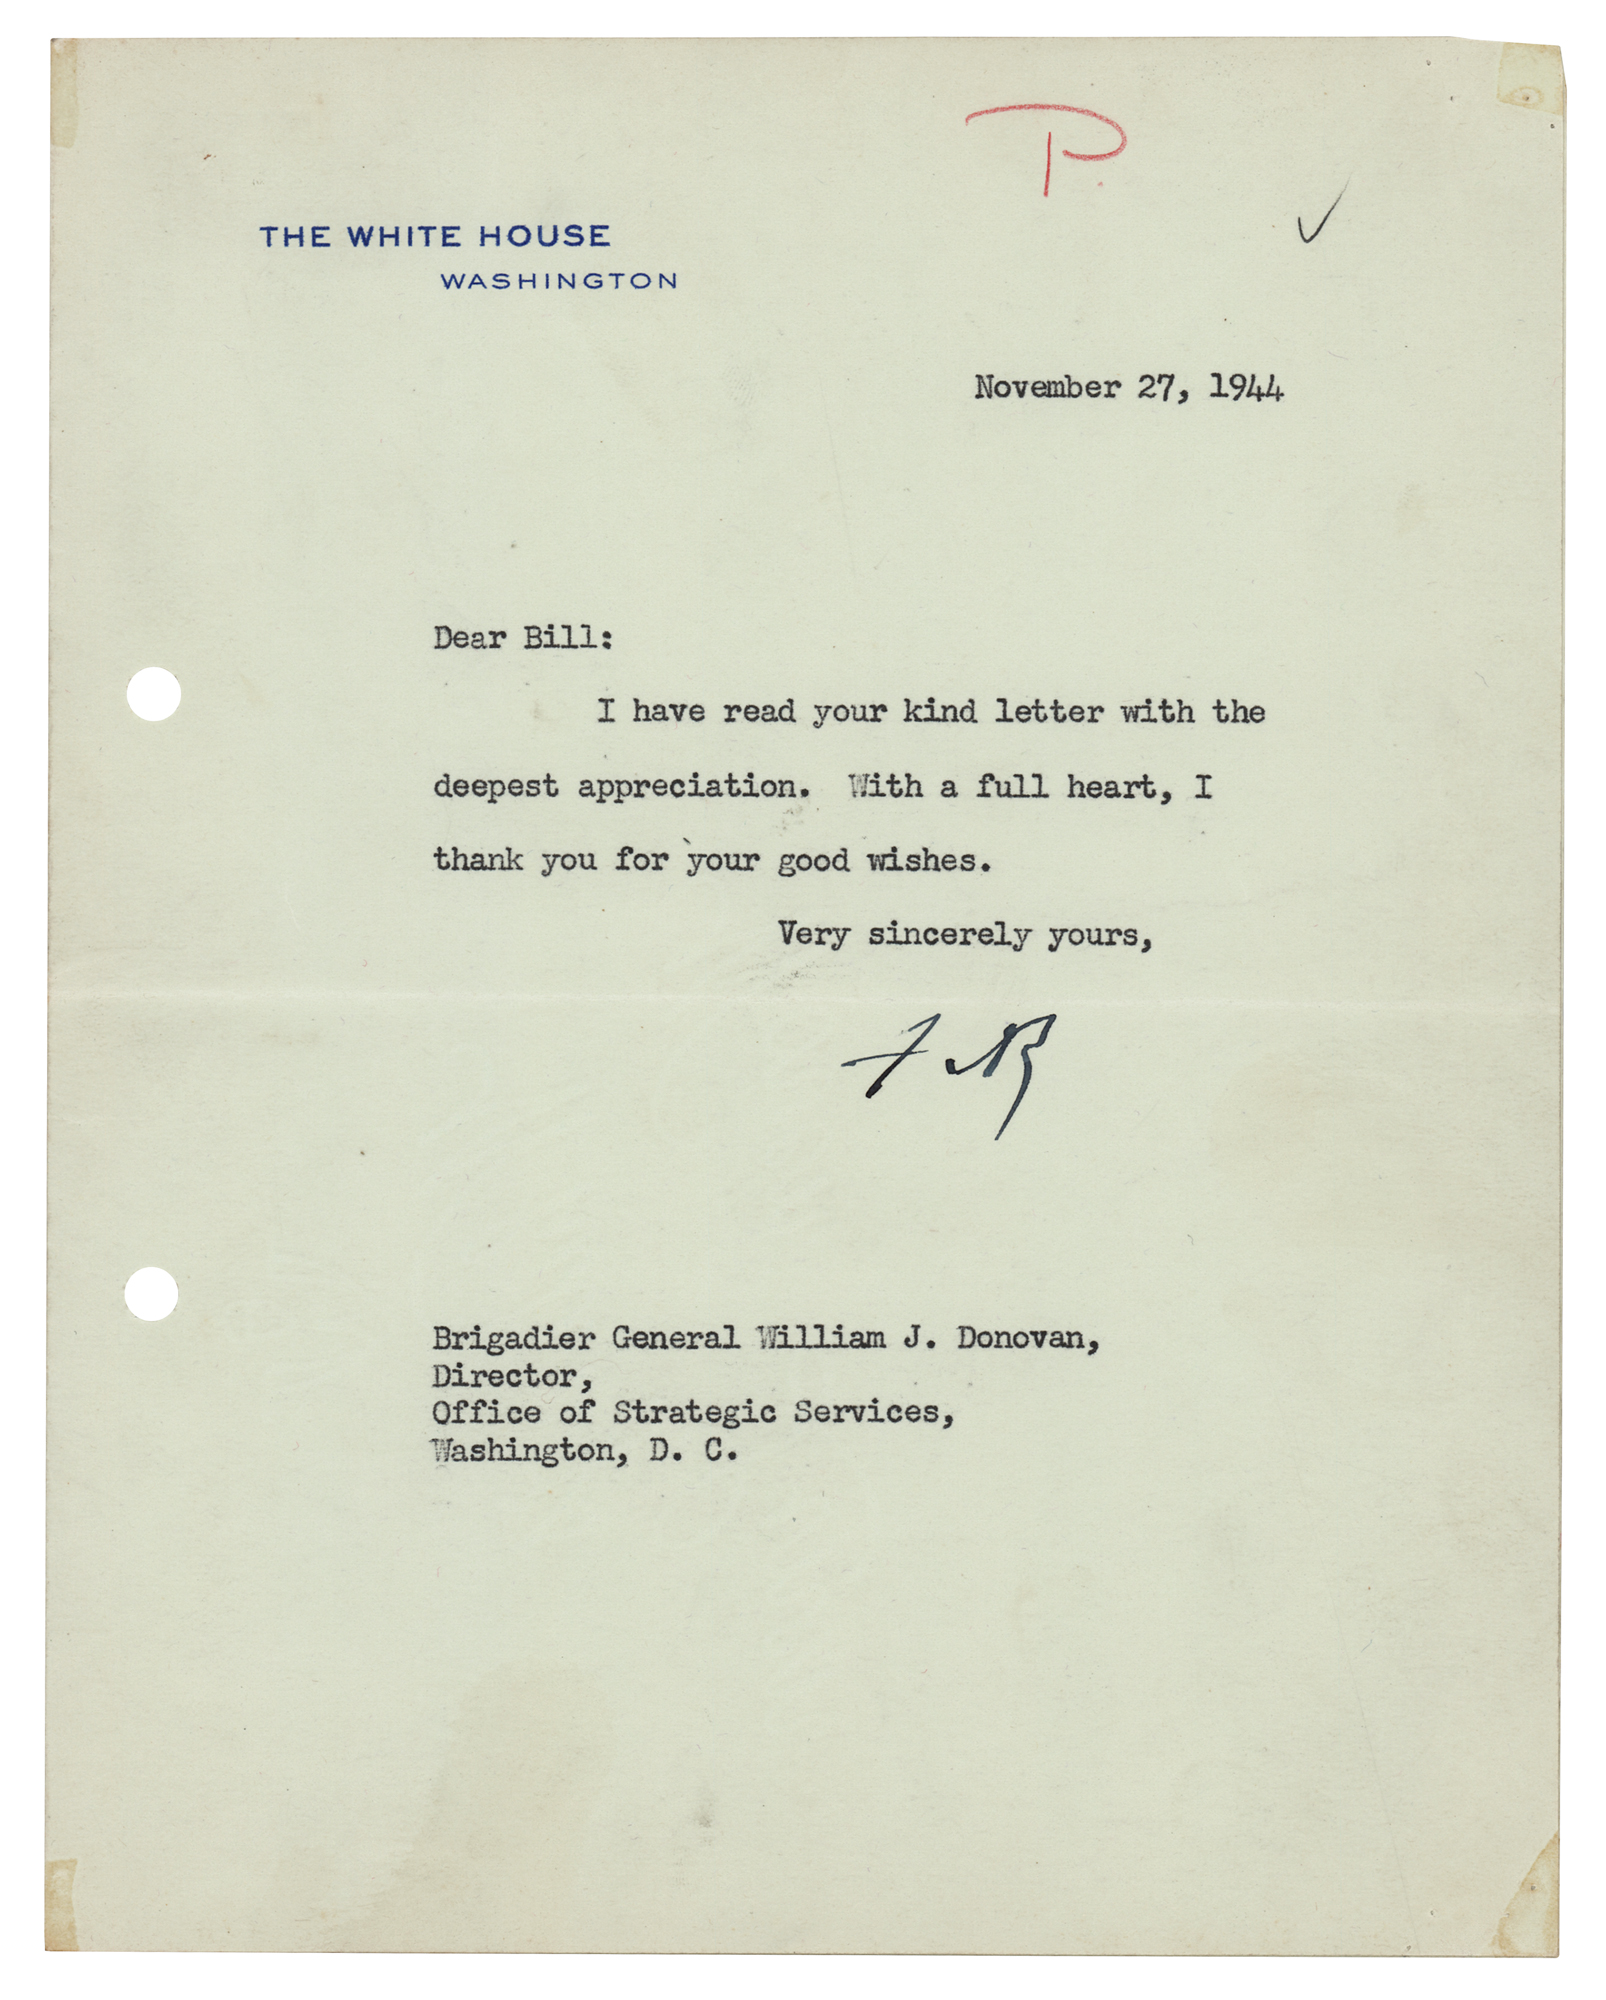 P.
✓
THE WHITE HOUSE
WASHINGTON
November 27, 1944
Dear Bill:
I have read your kind letter with the
deepest appreciation. With a full heart, I
thank you for your good wishes.
Very sincerely yours,
FDR
Brigadier General William J. Donovan,
Director,
Office of Strategic Services,
Washington, D. C.